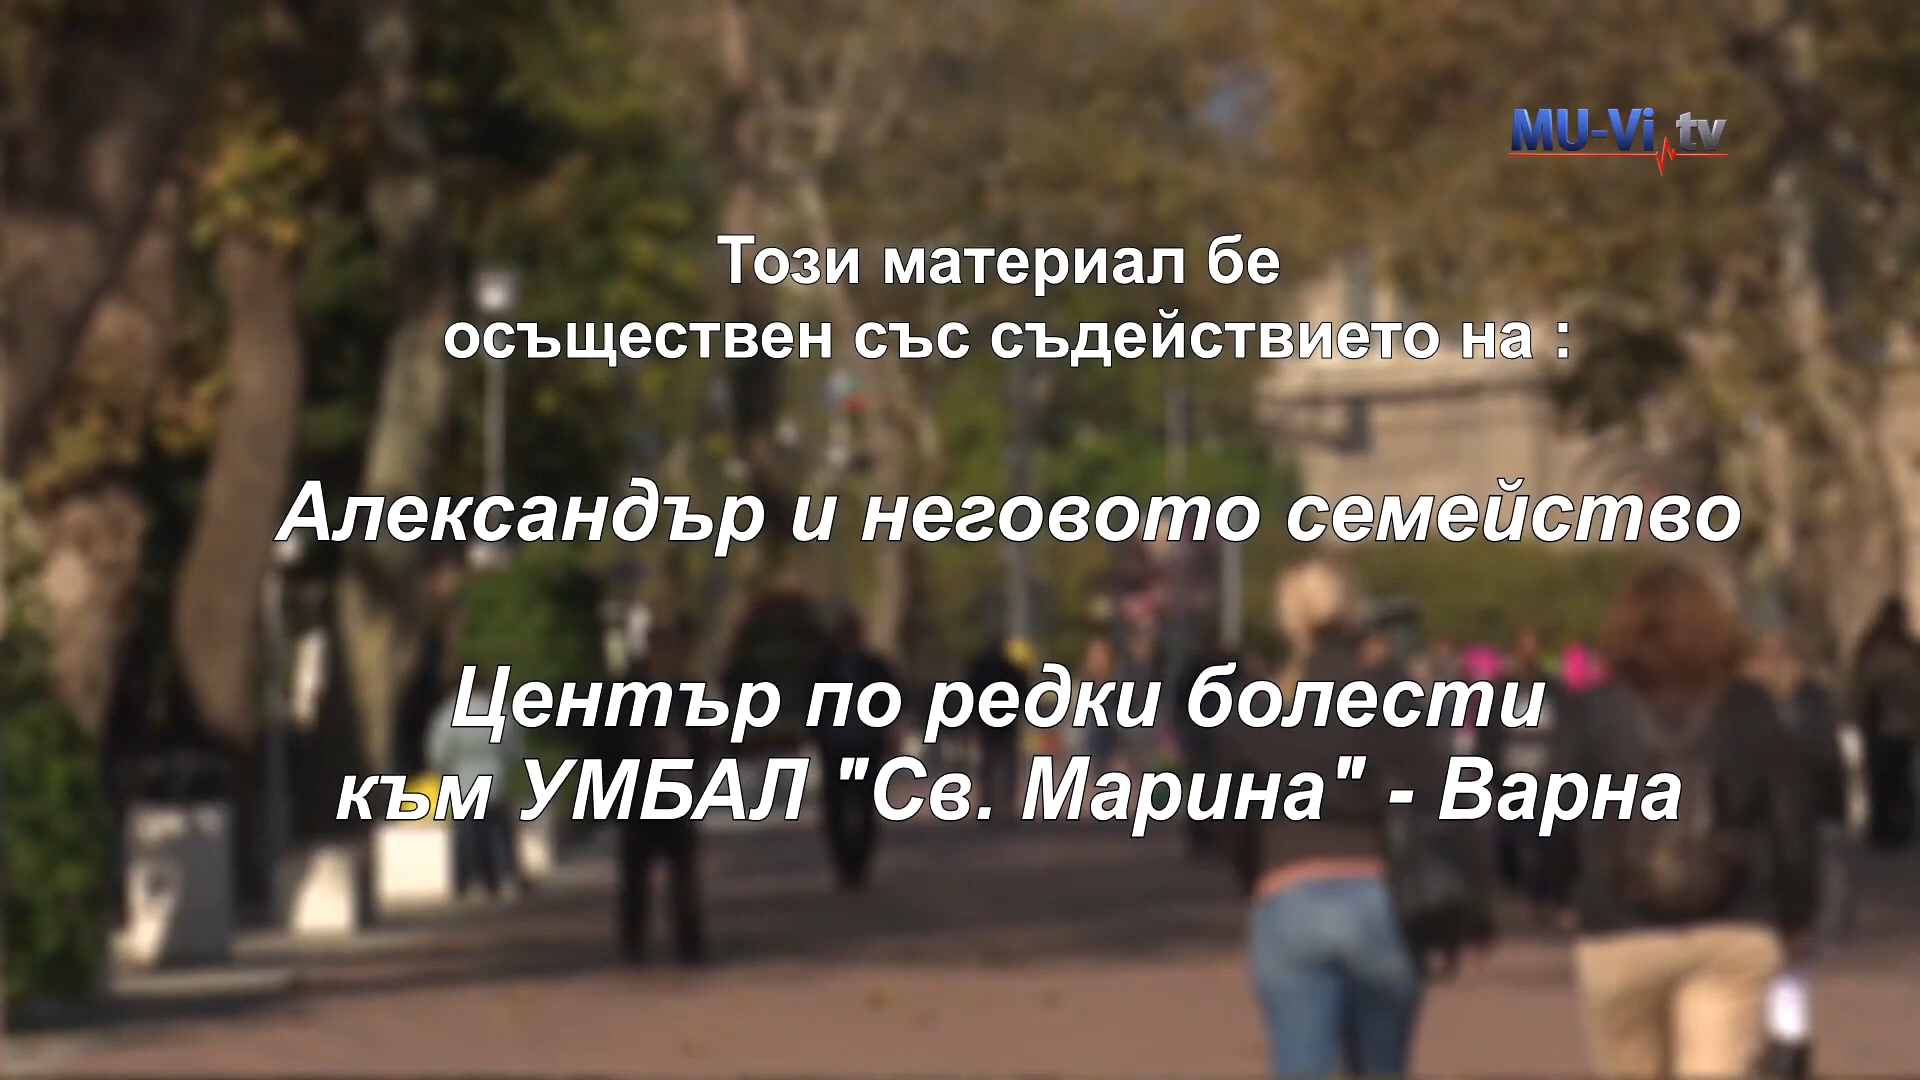 MU-Vi.tv
Този материал бе
осъществен със съдействието на :
Александър и неговото семейство
Център по редки болести
към УМБАЛ "Св. Марина" - Варна